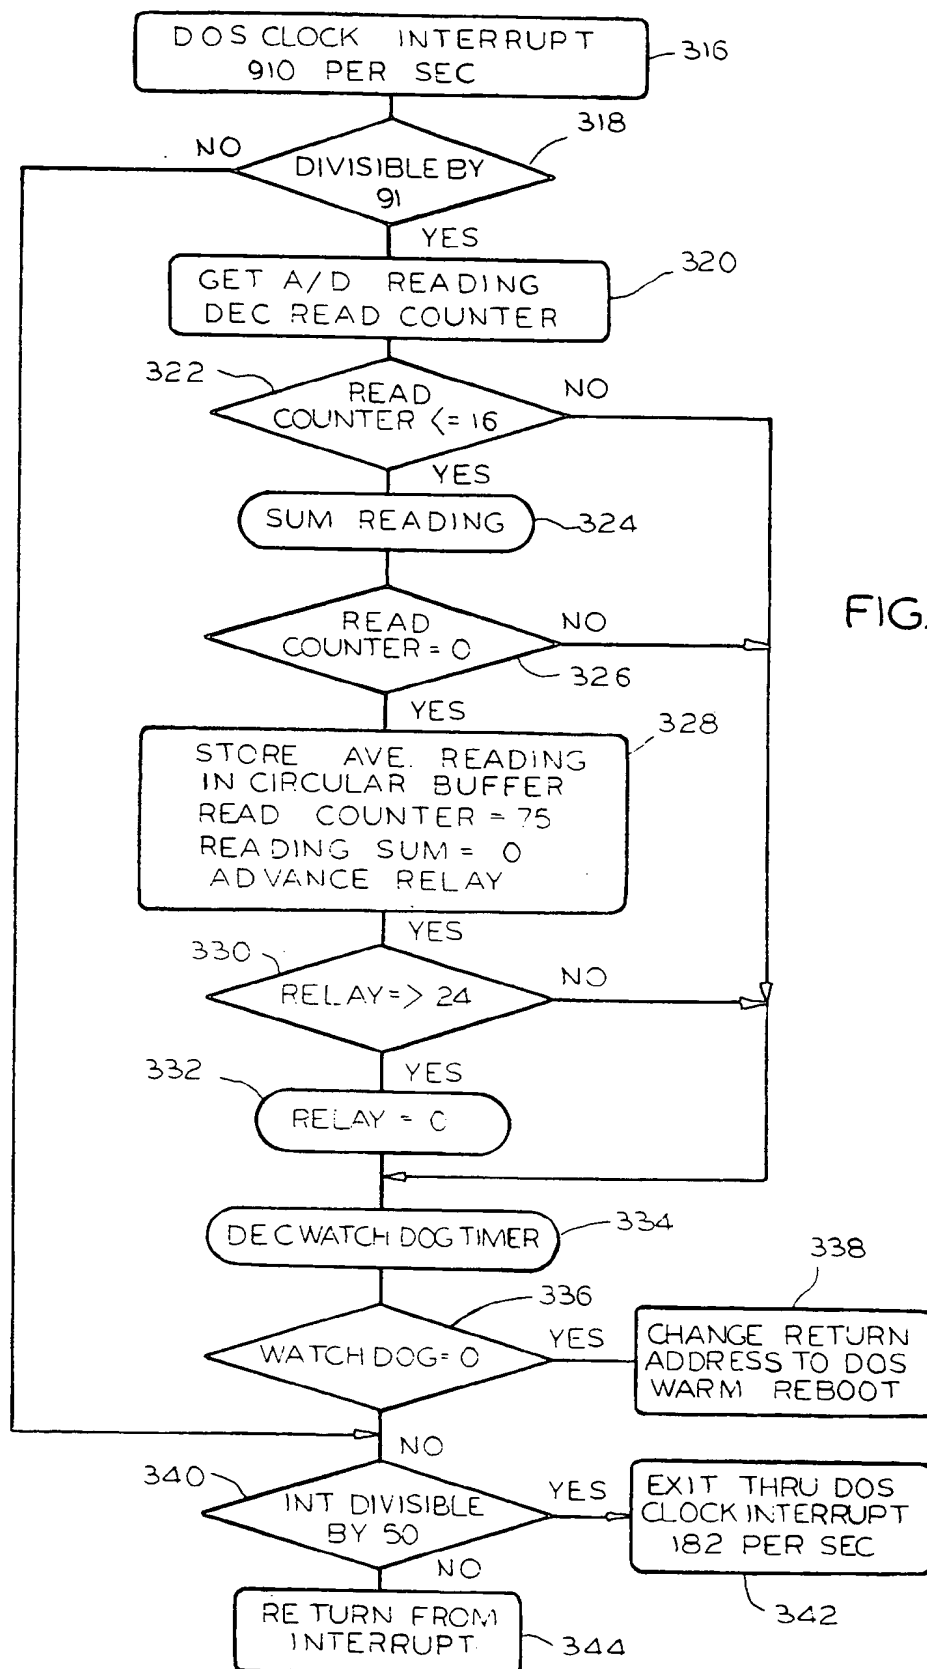 DOS CLOCK INTERRUPT
910 PER SEC
316
318
NO
DIVISIBLE BY
91
YES
320
GET A/D READING
DEC READ COUNTER
322
READ
COUNTER <= 16
NO
YES
SUM READING
324
READ
COUNTER = 0
NO
326
FIG.
YES
328
STORE AVE. READING
IN CIRCULAR BUFFER
READ COUNTER = 75
READING SUM = 0
ADVANCE RELAY
YES
330
RELAY => 24
NO
332
YES
RELAY = 0
DEC WATCH DOG TIMER
334
336
338
WATCH DOG = 0
YES
CHANGE RETURN
ADDRESS TO DOS
WARM REBOOT
NO
340
INT DIVISIBLE
BY 50
YES
EXIT THRU DOS
CLOCK INTERRUPT
182 PER SEC
NO
342
RETURN FROM
INTERRUPT
344